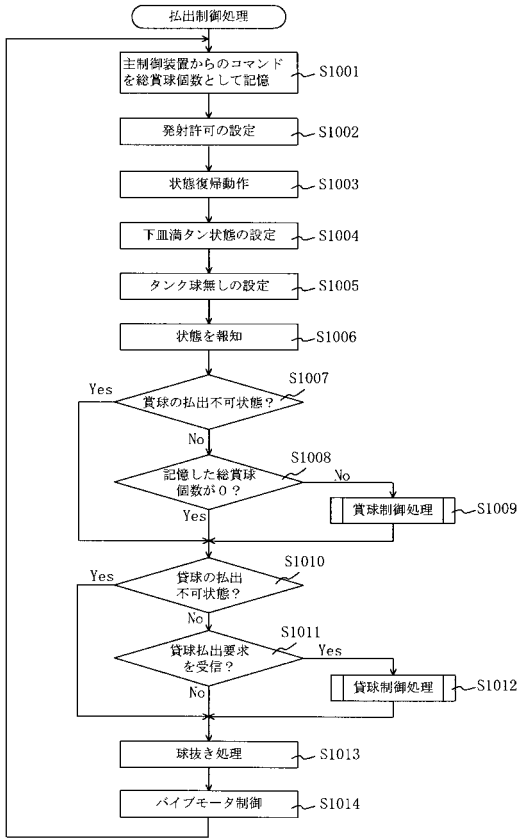 払出制御処理
主制御装置からのコマンド
を総賞球個数として記憶
S1001
発射許可の設定
S1002
状態復帰動作
S1003
下皿満タン状態の設定
S1004
タンク球無しの設定
S1005
状態を報知
S1006
S1007
Yes
賞球の払出不可状態?
No
S1008
記憶した総賞球
個数が0?
No
Yes
賞球制御処理
S1009
S1010
Yes
貸球の払出
不可状態?
No
S1011
貸球払出要求
を受信?
Yes
No
貸球制御処理
S1012
球抜き処理
S1013
バイブモータ制御
S1014